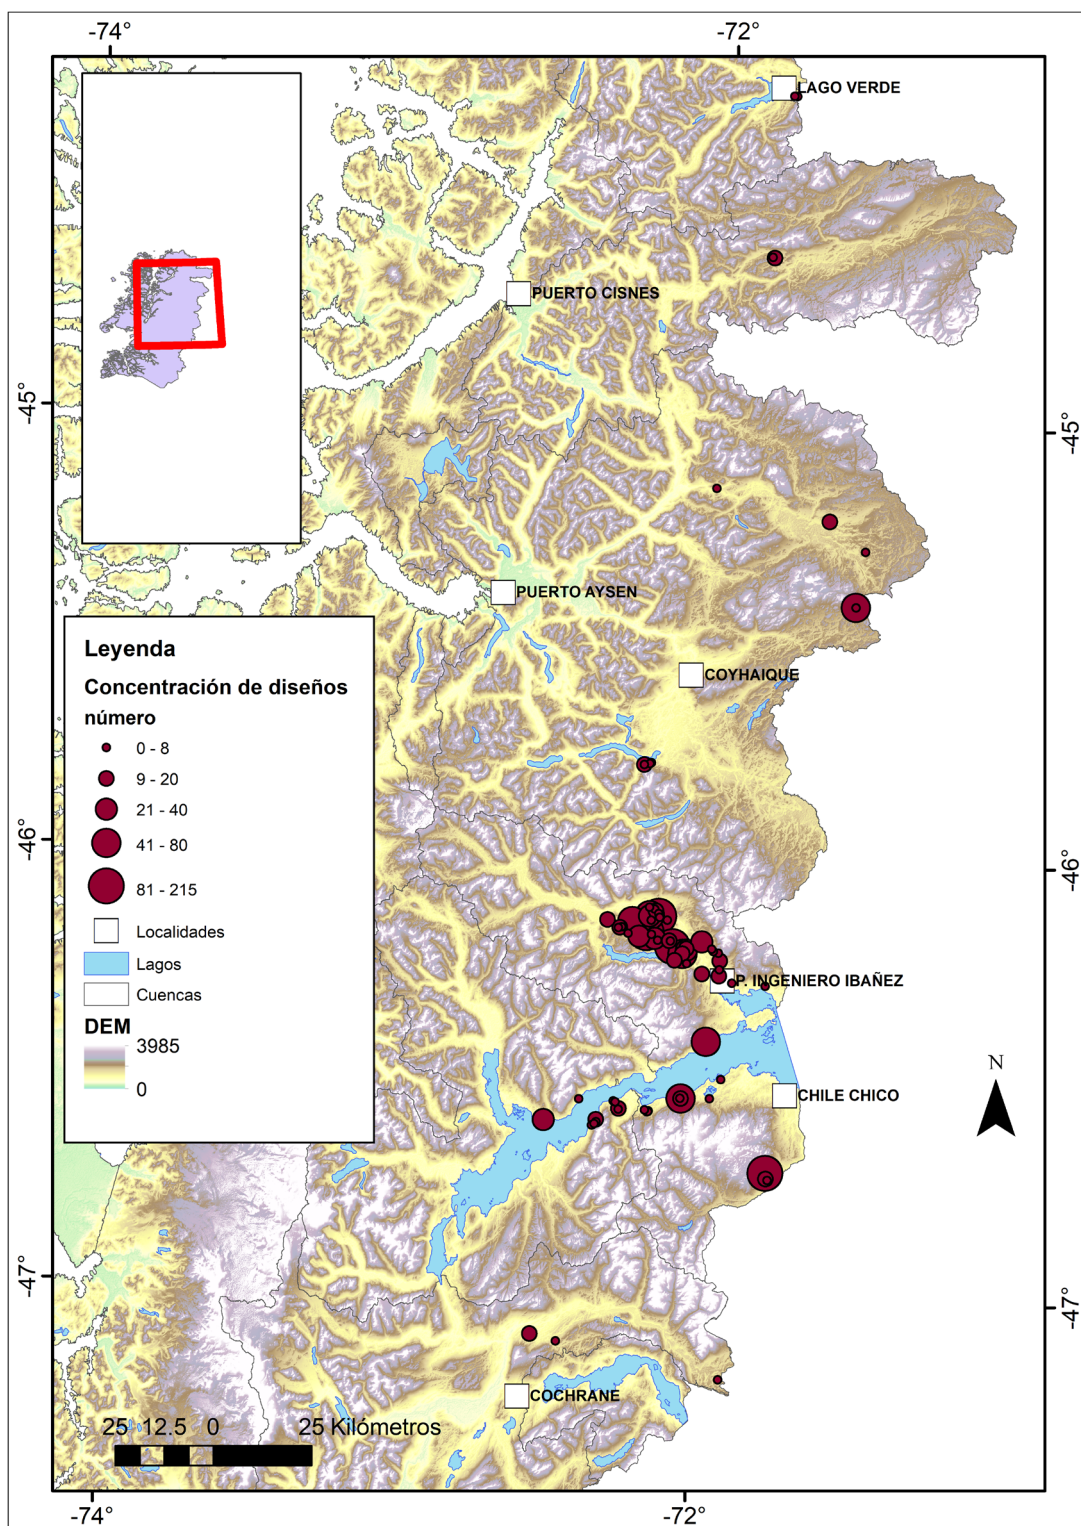 -74°
-72°
LAGO VERDE
PUERTO CISNES
-45°
-45°
PUERTO AYSEN
Leyenda
Concentración de diseños
número
0 - 8
9 - 20
21 - 40
41 - 80
81 - 215
Localidades
Lagos
Cuencas
DEM
3985
0
COYHAIQUE
-46°
-46°
P. INGENIERO IBAÑEZ
N
CHILE CHICO
-47°
-47°
COCHRANE
25 12.5 0 25 Kilómetros
-74°
-72°